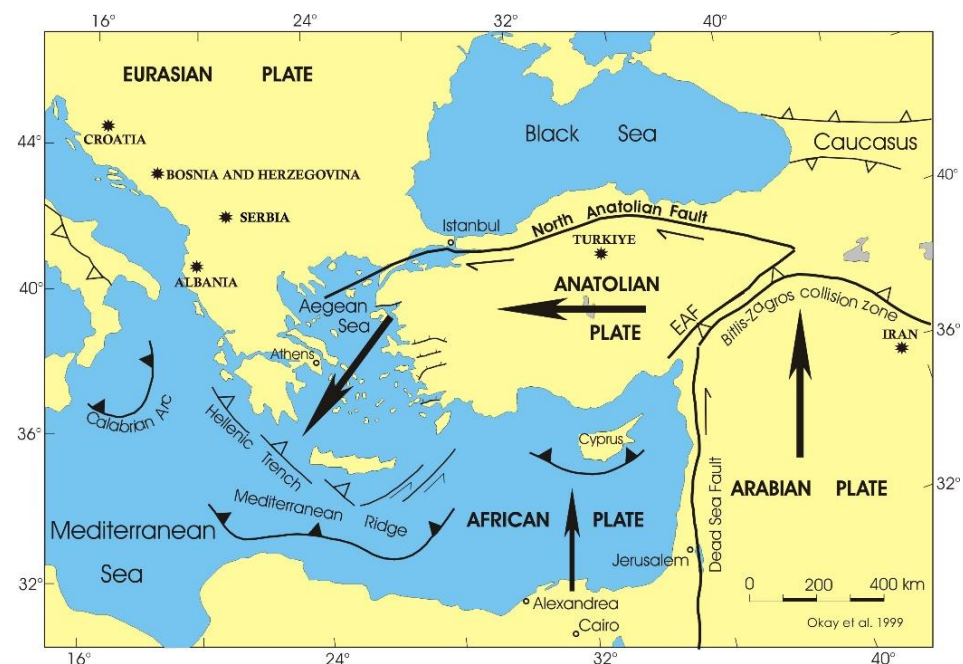 16° 24° 32° 40°
EURASIAN PLATE
CROATIA
44°
Black Sea
Caucasus
BOSNIA AND HERZEGOVINA
40°
SERBIA
Istanbul
North Anatolian Fault
TURKIYE
ALBANIA
40°
ANATOLIAN
PLATE
Aegean
Sea
EAF
Bitlis-Zagros collision zone
36°
IRAN
Athens
Calabrian Arc
36°
Hellenic
Trench
Cyprus
Mediterranean
Ridge
AFRICAN PLATE
ARABIAN PLATE
32°
Mediterranean
Sea
Dead Sea Fault
Jerusalem
32°
0 200 400 km
Alexandrea
Cairo
Okay et al. 1999
16° 24° 32° 40°